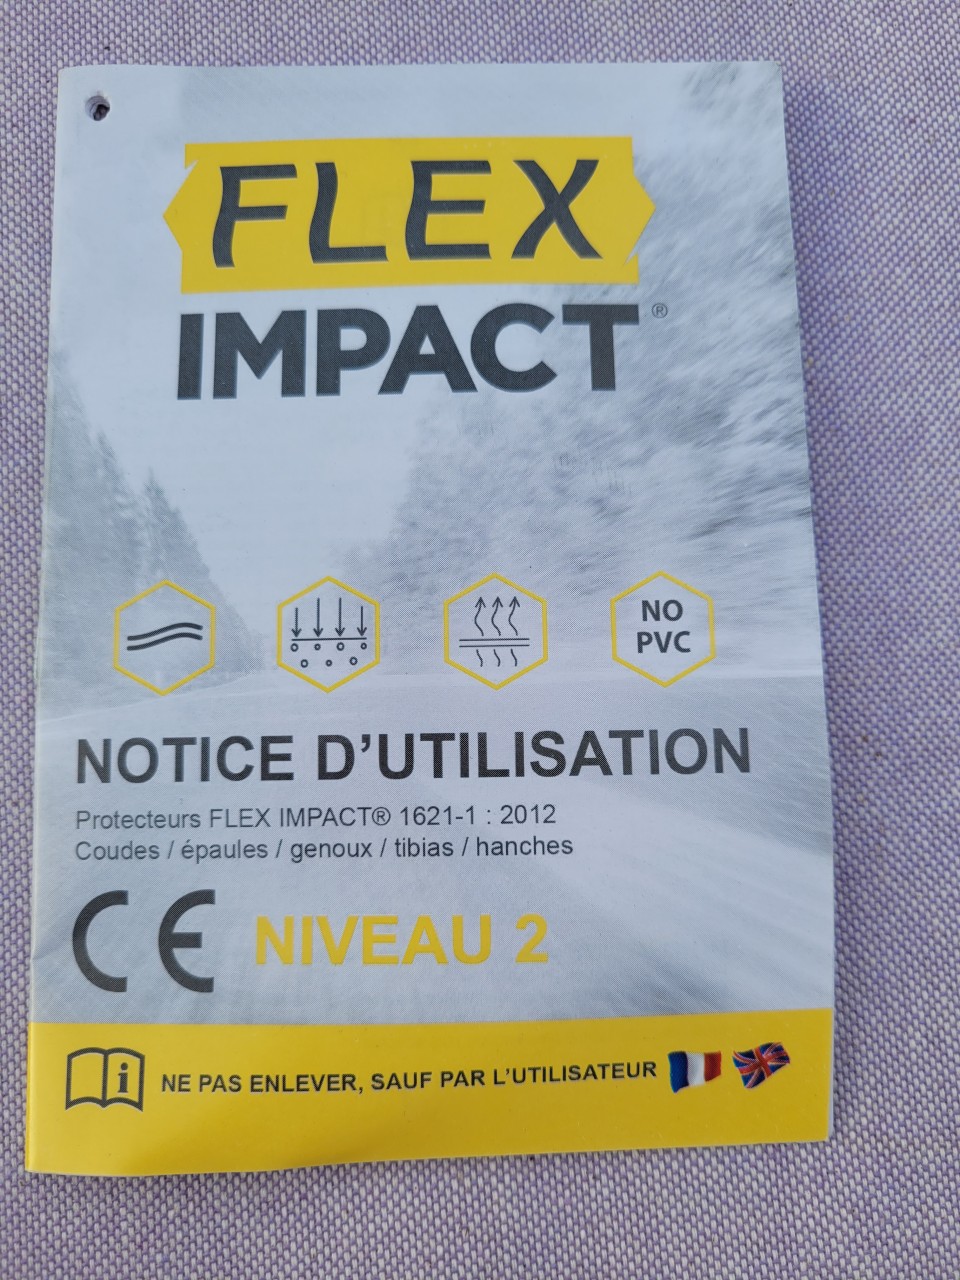 FLEX
IMPACT®
NO
PVC
NOTICE D'UTILISATION
Protecteurs FLEX IMPACT® 1621-1 : 2012
Coudes / épaules / genoux / tibias / hanches
CE NIVEAU 2
i NE PAS ENLEVER, SAUF PAR L'UTILISATEUR